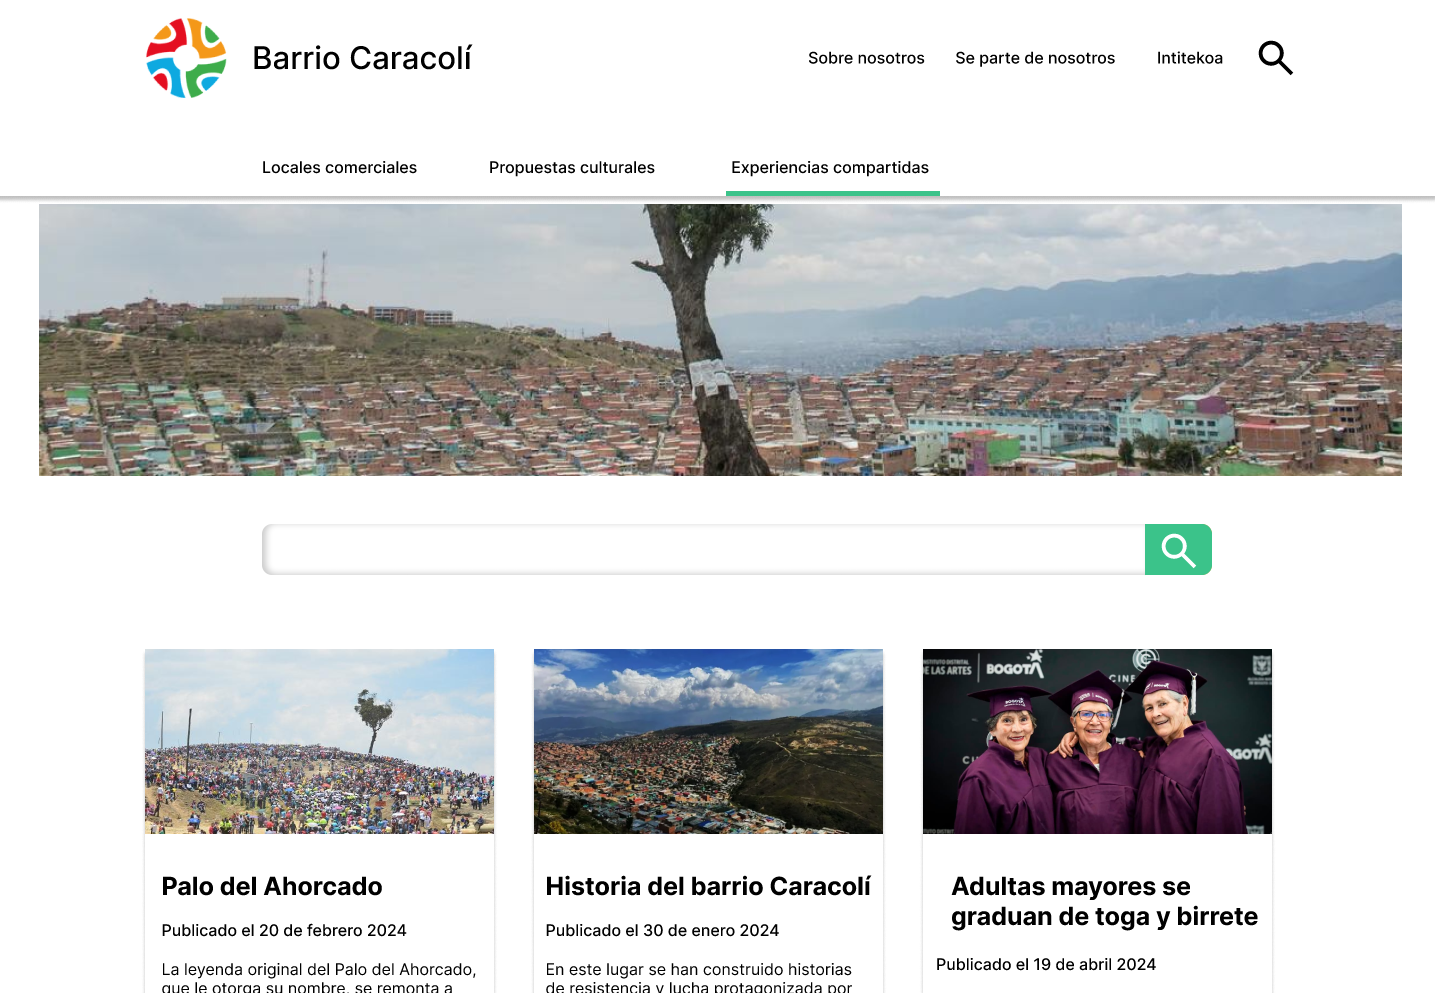 Barrio Caracolí
Sobre nosotros
Se parte de nosotros
Intitekoa
Locales comerciales
Propuestas culturales
Experiencias compartidas
DE LAS ARTES
BOGOTÁ
CINE
BOGOTÁ
Palo del Ahorcado
Publicado el 20 de febrero 2024
La leyenda original del Palo del Ahorcado,
que le otorga su nombre, se remonta a
Historia del barrio Caracolí
Publicado el 30 de enero 2024
En este lugar se han construido historias
de resistencia y lucha protagonizada por
Adultas mayores se
graduan de toga y birrete
Publicado el 19 de abril 2024